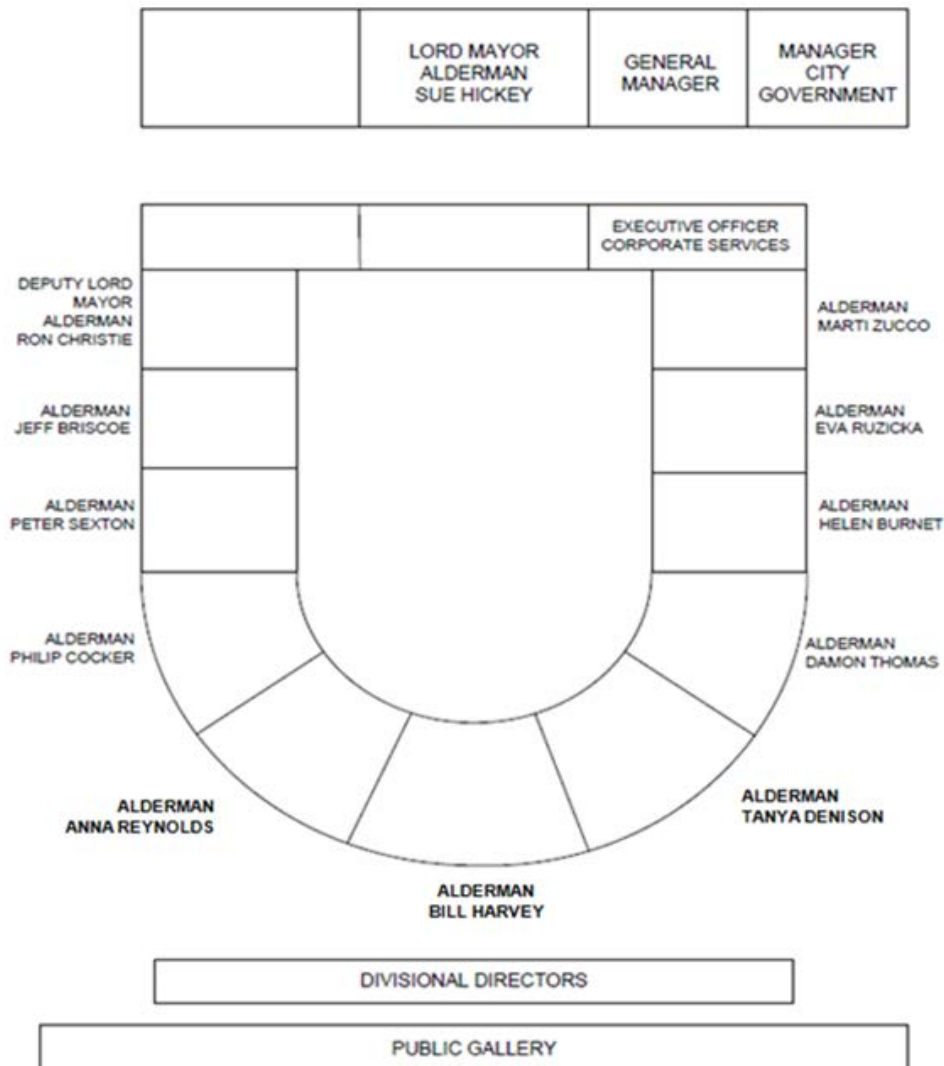 LORD MAYOR
ALDERMAN
SUE HICKEY
GENERAL
MANAGER
MANAGER
CITY
GOVERNMENT
EXECUTIVE OFFICER
CORPORATE SERVICES
DEPUTY LORD
MAYOR
ALDERMAN
RON CHRISTIE
ALDERMAN
MARTI ZUCCO
ALDERMAN
JEFF BRISCOE
ALDERMAN
EVA RUZICKA
ALDERMAN
PETER SEXTON
ALDERMAN
HELEN BURNET
ALDERMAN
PHILIP COCKER
ALDERMAN
DAMON THOMAS
ALDERMAN
ANNA REYNOLDS
ALDERMAN
TANYA DENISON
ALDERMAN
BILL HARVEY
DIVISIONAL DIRECTORS
PUBLIC GALLERY